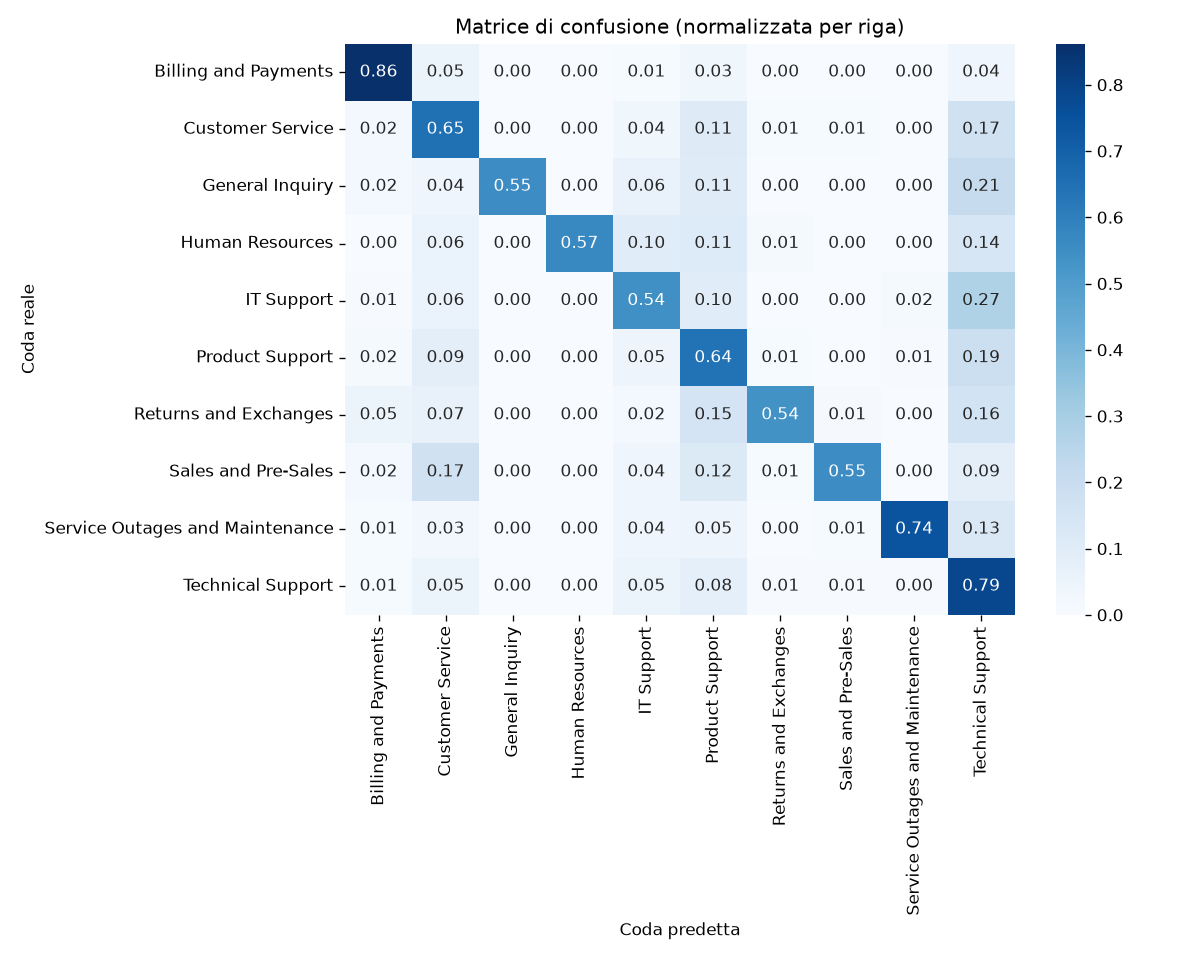 Matrice di confusione (normalizzata per riga)
Coda reale
Billing and Payments 0.86 0.05 0.00 0.00 0.01 0.03 0.00 0.00 0.00 0.04
Customer Service 0.02 0.65 0.00 0.00 0.04 0.11 0.01 0.01 0.00 0.17
General Inquiry 0.02 0.04 0.55 0.00 0.06 0.11 0.00 0.00 0.00 0.21
Human Resources 0.00 0.06 0.00 0.57 0.10 0.11 0.01 0.00 0.00 0.14
IT Support 0.01 0.06 0.00 0.00 0.54 0.10 0.00 0.00 0.02 0.27
Product Support 0.02 0.09 0.00 0.00 0.05 0.64 0.01 0.00 0.01 0.19
Returns and Exchanges 0.05 0.07 0.00 0.00 0.02 0.15 0.54 0.01 0.00 0.16
Sales and Pre-Sales 0.02 0.17 0.00 0.00 0.04 0.12 0.01 0.55 0.00 0.09
Service Outages and Maintenance 0.01 0.03 0.00 0.00 0.04 0.05 0.00 0.01 0.74 0.13
Technical Support 0.01 0.05 0.00 0.00 0.05 0.08 0.01 0.01 0.00 0.79
Billing and Payments
Customer Service
General Inquiry
Human Resources
IT Support
Product Support
Returns and Exchanges
Sales and Pre-Sales
Service Outages and Maintenance
Technical Support
Coda predetta
0.8
0.7
0.6
0.5
0.4
0.3
0.2
0.1
0.0